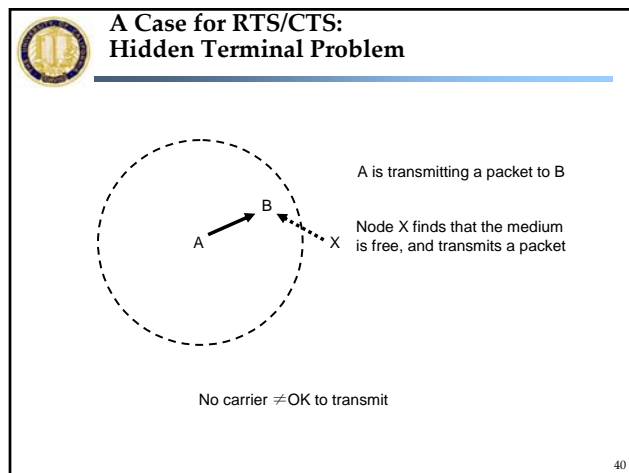 A Case for RTS/CTS:
Hidden Terminal Problem
A is transmitting a packet to B
B
Node X finds that the medium
is free, and transmits a packet
A
X
No carrier ≠OK to transmit
40